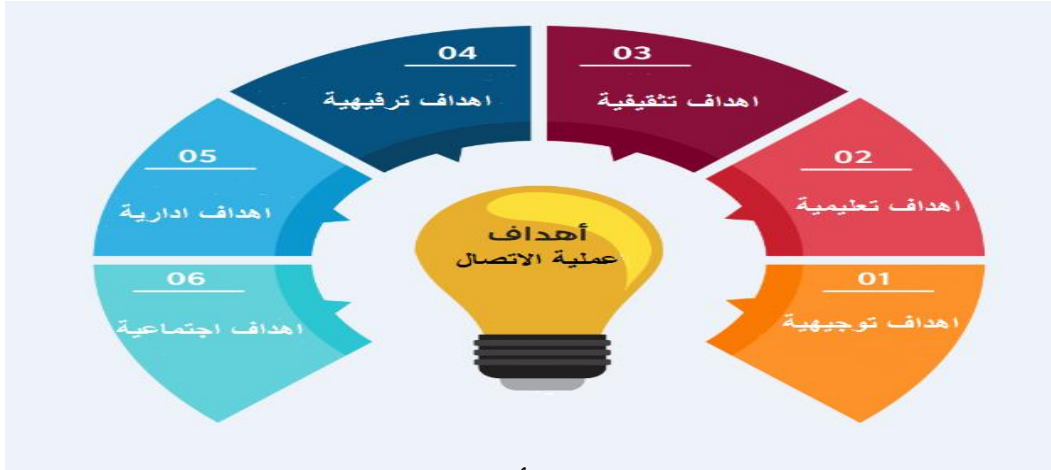 أهداف
عملية الاتصال
01
اهداف توجيهية
02
اهداف تعليمية
03
اهداف تثقيفية
04
اهداف ترفيهية
05
اهداف ادارية
06
اهداف اجتماعية